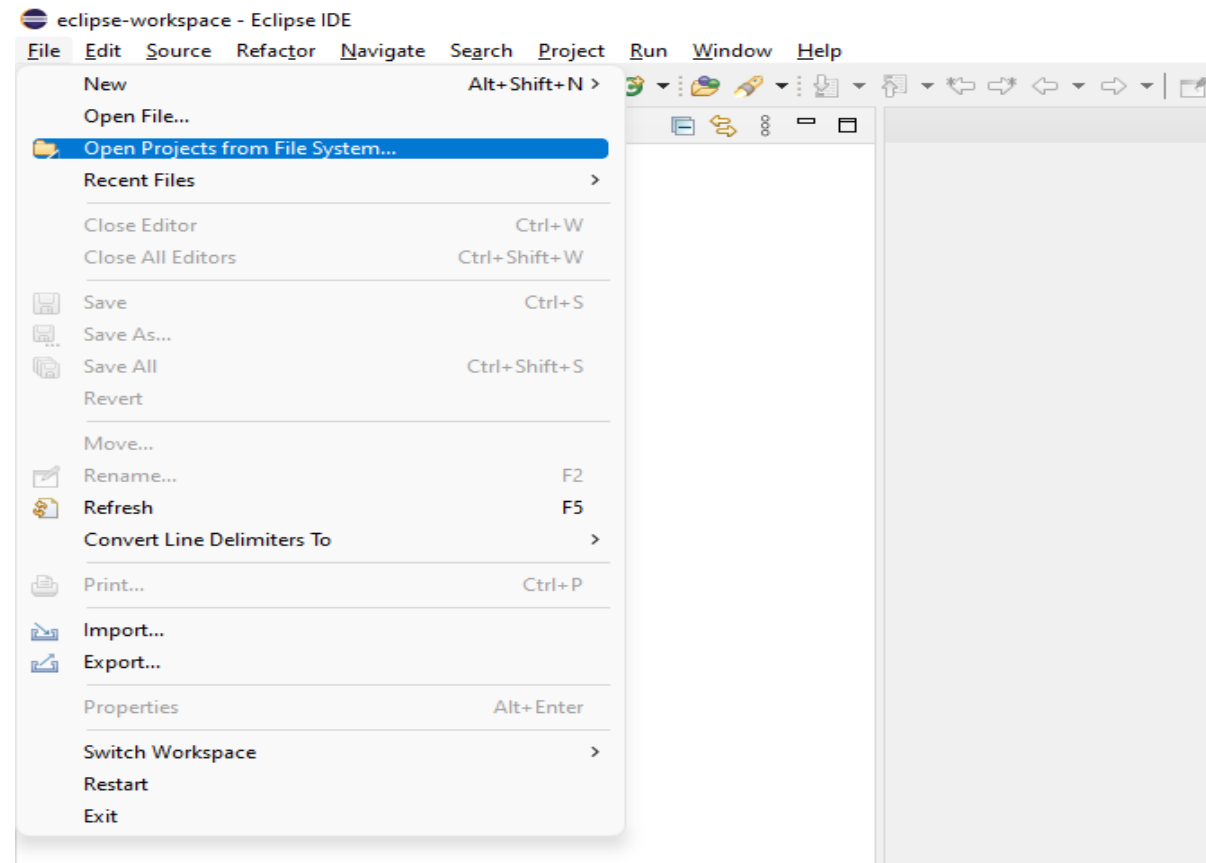 eclipse-workspace - Eclipse IDE
File Edit Source Refactor Navigate Search Project Run Window Help
New Alt+Shift+N >
Open File...
Open Projects from File System...
Recent Files >
Close Editor Ctrl+W
Close All Editors Ctrl+Shift+W
Save Ctrl+S
Save As...
Save All Ctrl+Shift+S
Revert
Move...
Rename... F2
Refresh F5
Convert Line Delimiters To >
Print... Ctrl+P
Import...
Export...
Properties Alt+Enter
Switch Workspace >
Restart
Exit